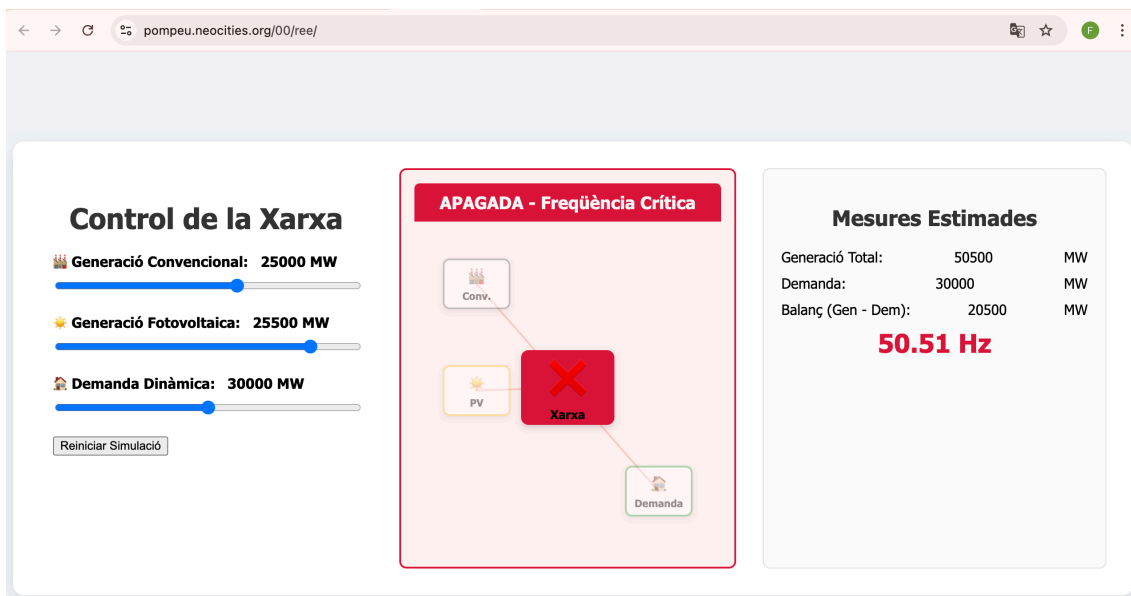 pompeu.neocities.org/00/ree/
F
Control de la Xarxa
🏭 Generació Convencional: 25000 MW
☀️ Generació Fotovoltaica: 25500 MW
🏠 Demanda Dinàmica: 30000 MW
Reiniciar Simulació
APAGADA - Freqüència Crítica
Conv.
PV
❌
Xarxa
Demanda
Mesures Estimades
Generació Total: 50500 MW
Demanda: 30000 MW
Balanç (Gen - Dem): 20500 MW
50.51 Hz